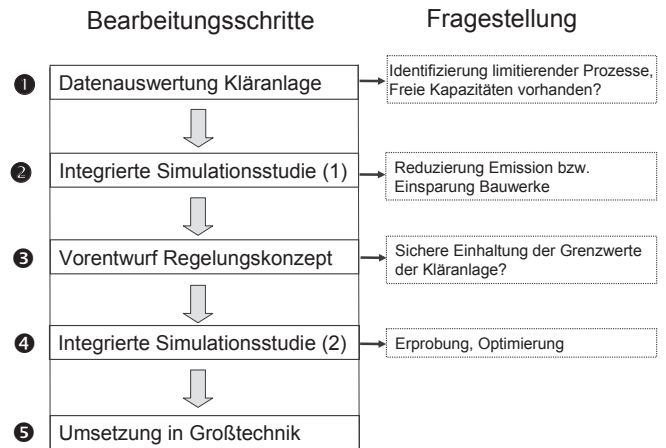 Bearbeitungsschritte
Fragestellung
❶ Datenauswertung Kläranlage
Identifizierung limitierender Prozesse,
Freie Kapazitäten vorhanden?
❷ Integrierte Simulationsstudie (1)
Reduzierung Emission bzw.
Einsparung Bauwerke
❸ Vorentwurf Regelungskonzept
Sichere Einhaltung der Grenzwerte
der Kläranlage?
❹ Integrierte Simulationsstudie (2)
Erprobung, Optimierung
❺ Umsetzung in Großtechnik